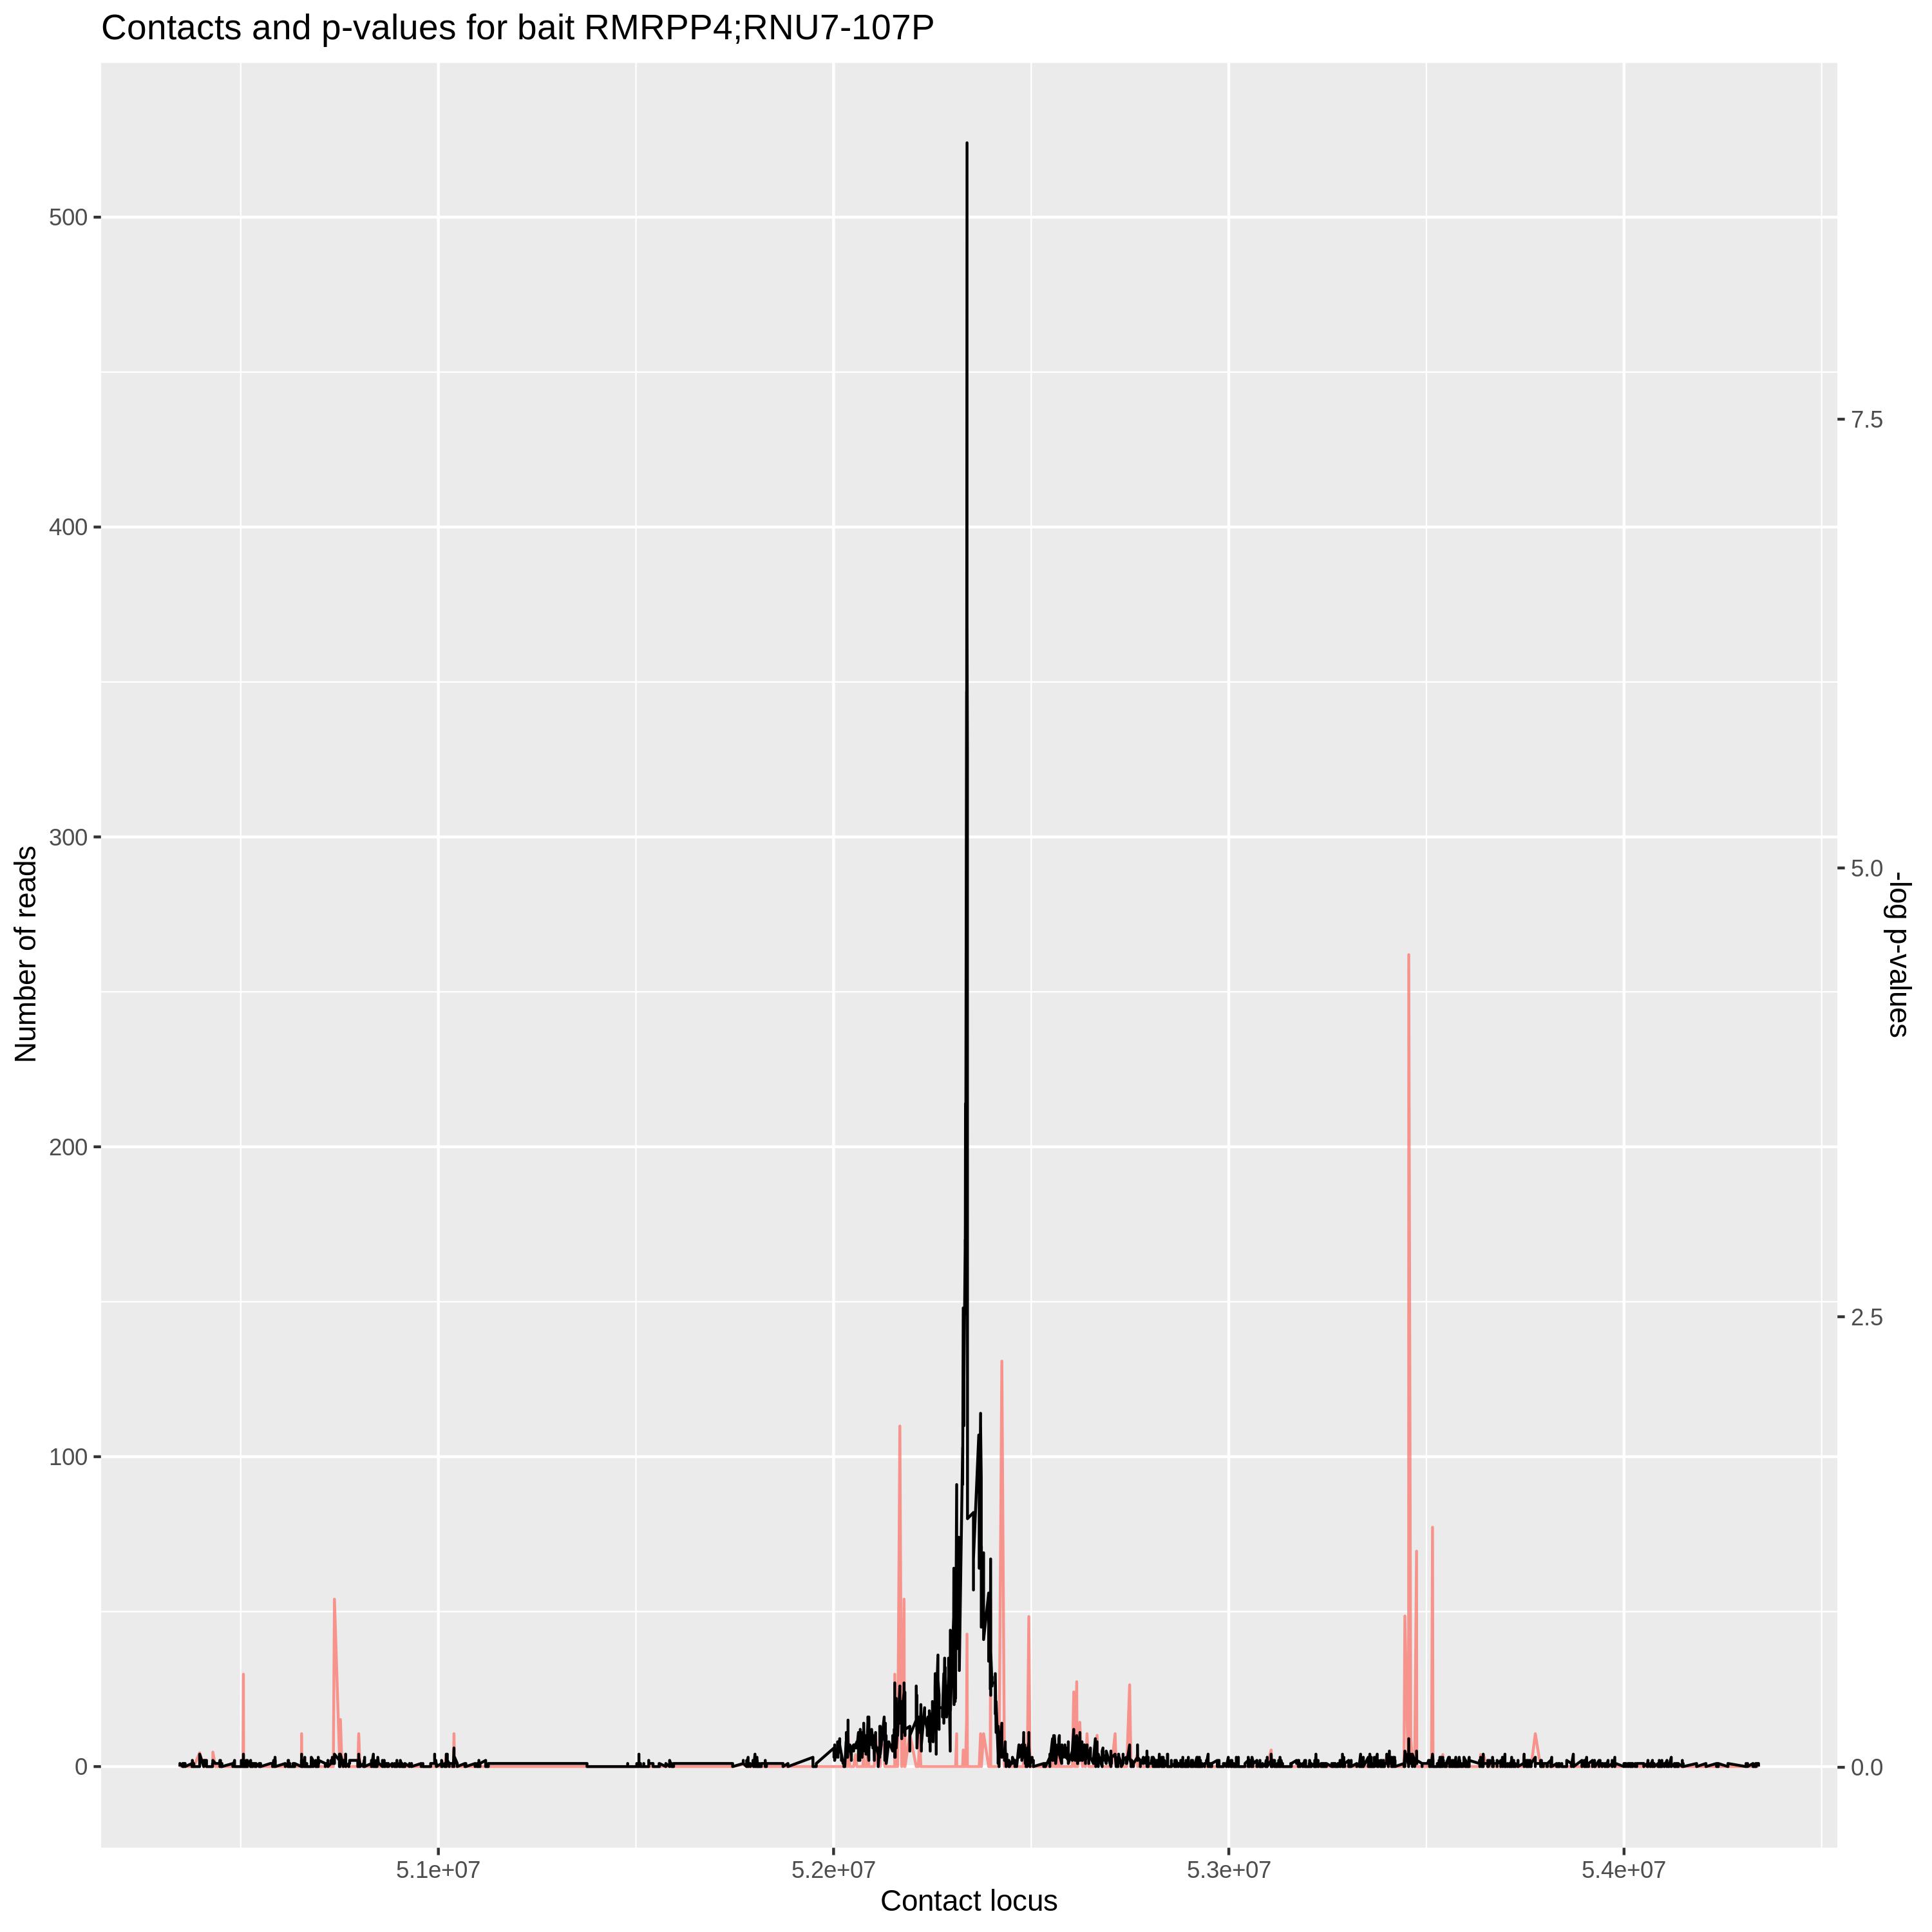 Contacts and p-values for bait RMRPP4;RNU7-107P
500
400
300
200
100
0
Number of reads
7.5
5.0
2.5
0.0
-log p-values
5.1e+07
5.2e+07
5.3e+07
5.4e+07
Contact locus